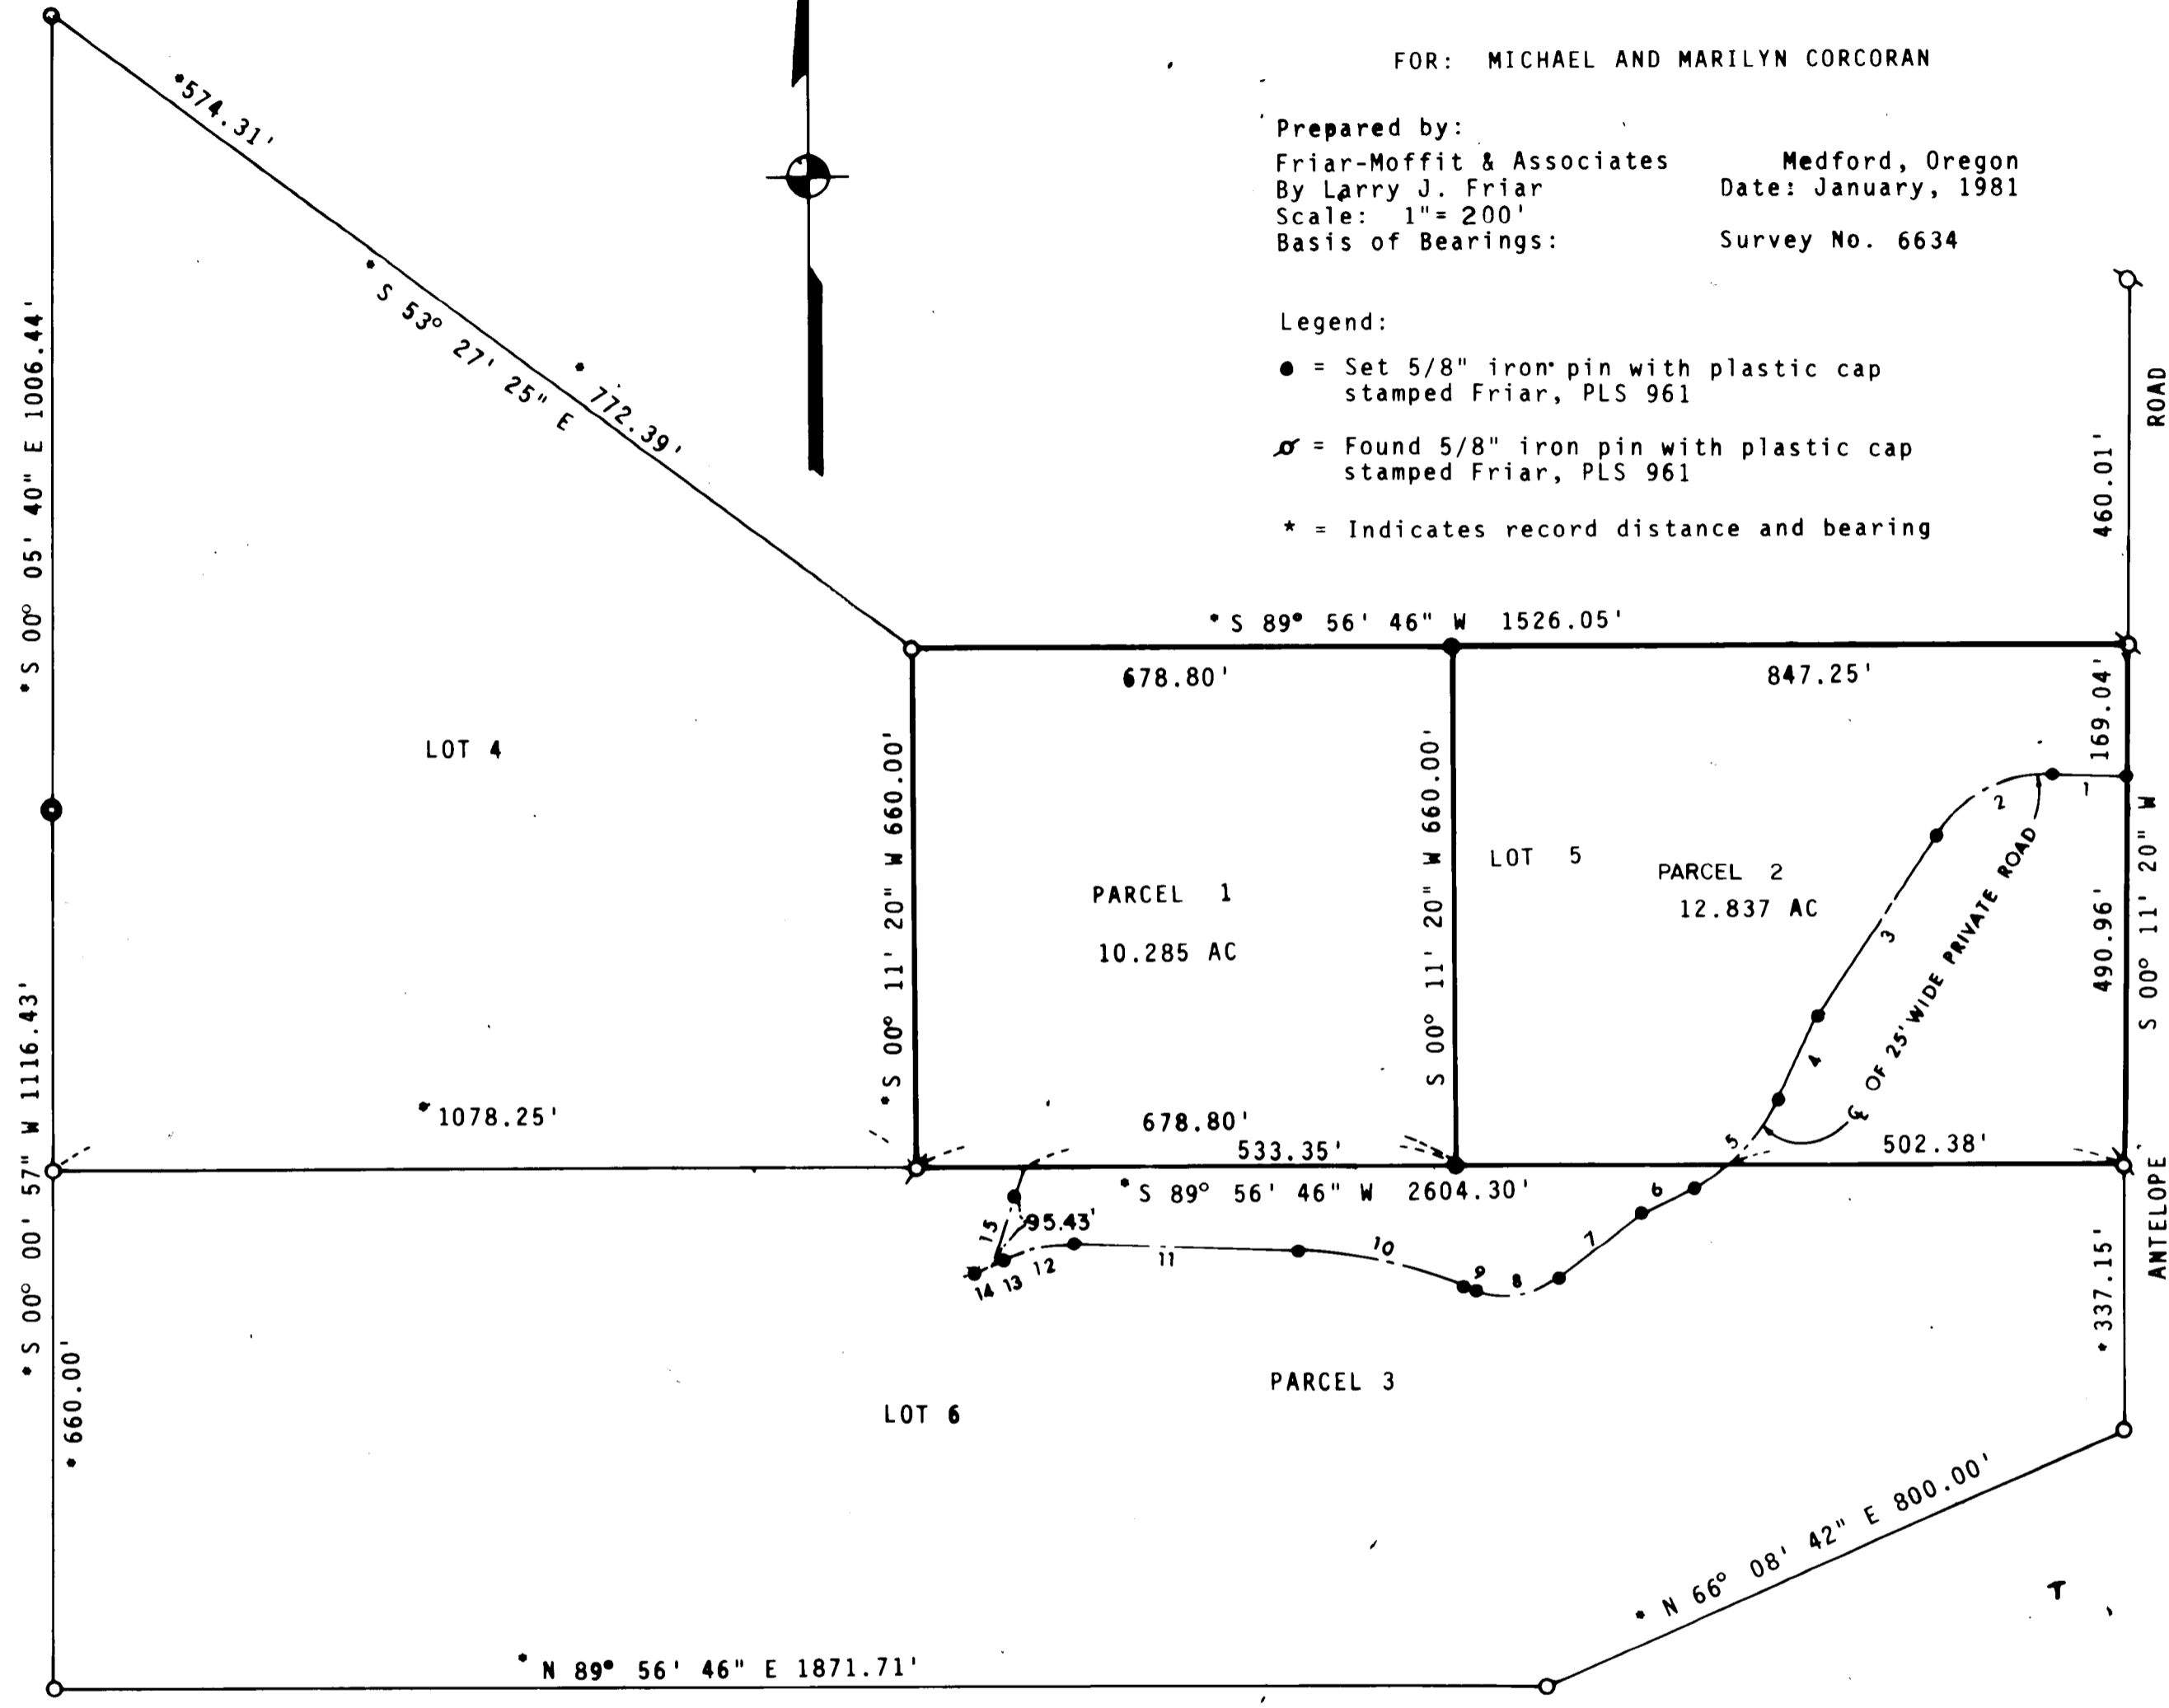 FOR: MICHAEL AND MARILYN CORCORAN
Prepared by:
Friar-Moffit & Associates Medford, Oregon
By Larry J. Friar Date: January, 1981
Scale: 1"= 200'
Basis of Bearings: Survey No. 6634
Legend:
● = Set 5/8" iron pin with plastic cap
stamped Friar, PLS 961
= Found 5/8" iron pin with plastic cap
stamped Friar, PLS 961
* = Indicates record distance and bearing
*574.31'
*S 53° 27' 25" E
*772.39'
*S 00° 05' 40" E 1006.44'
*S 00° 00' 57" W 1116.43'
*660.00'
LOT 4
*1078.25'
*S 89° 56' 46" W 1526.05'
678.80'
847.25'
*S 00° 11' 20" W 660.00'
S 00° 11' 20" W 660.00'
PARCEL 1
10.285 AC
LOT 5
PARCEL 2
12.837 AC
460.01'
ROAD
169.04'
490.96'
S 00° 11' 20" W
ANTELOPE
*337.15'
1
2
3
4
5
℄ OF 25' WIDE PRIVATE ROAD
502.38'
678.80'
533.35'
*S 89° 56' 46" W 2604.30'
6
7
8
9
10
11
12
13
14
15
95.43'
PARCEL 3
LOT 6
*N 66° 08' 42" E 800.00'
*N 89° 56' 46" E 1871.71'
T